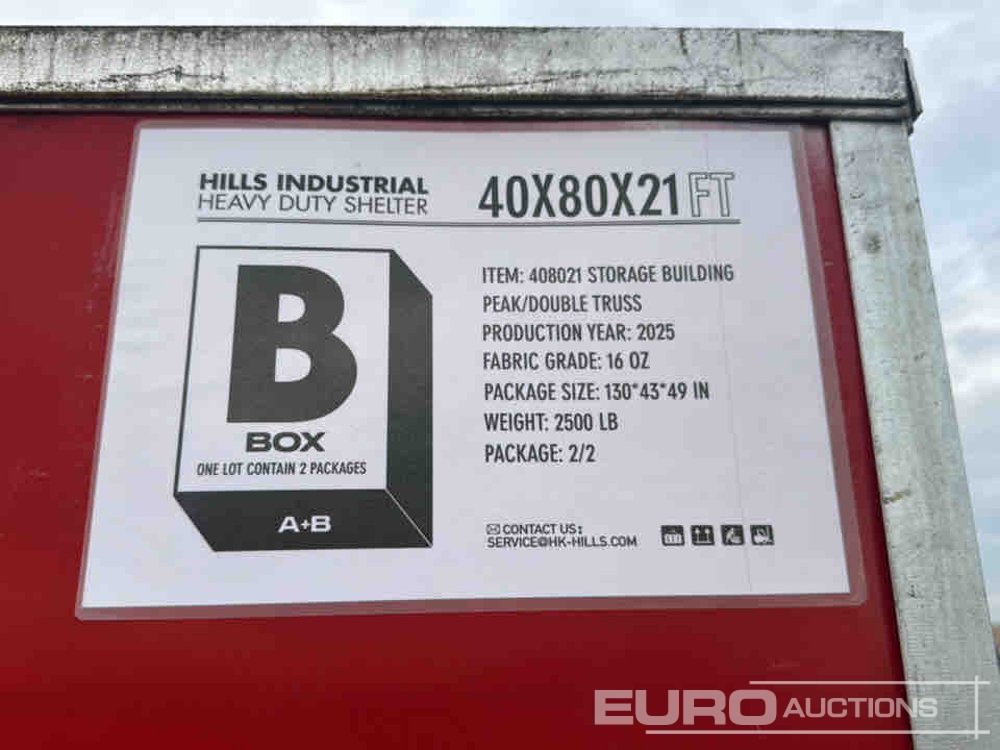 HILLS INDUSTRIAL
HEAVY DUTY SHELTER
40X80X21 FT
B
BOX
ONE LOT CONTAIN 2 PACKAGES
A+B
ITEM: 408021 STORAGE BUILDING
PEAK/DOUBLE TRUSS
PRODUCTION YEAR: 2025
FABRIC GRADE: 16 OZ
PACKAGE SIZE: 130*43*49 IN
WEIGHT: 2500 LB
PACKAGE: 2/2
CONTACT US:
SERVICE@HK-HILLS.COM
EURO AUCTIONS